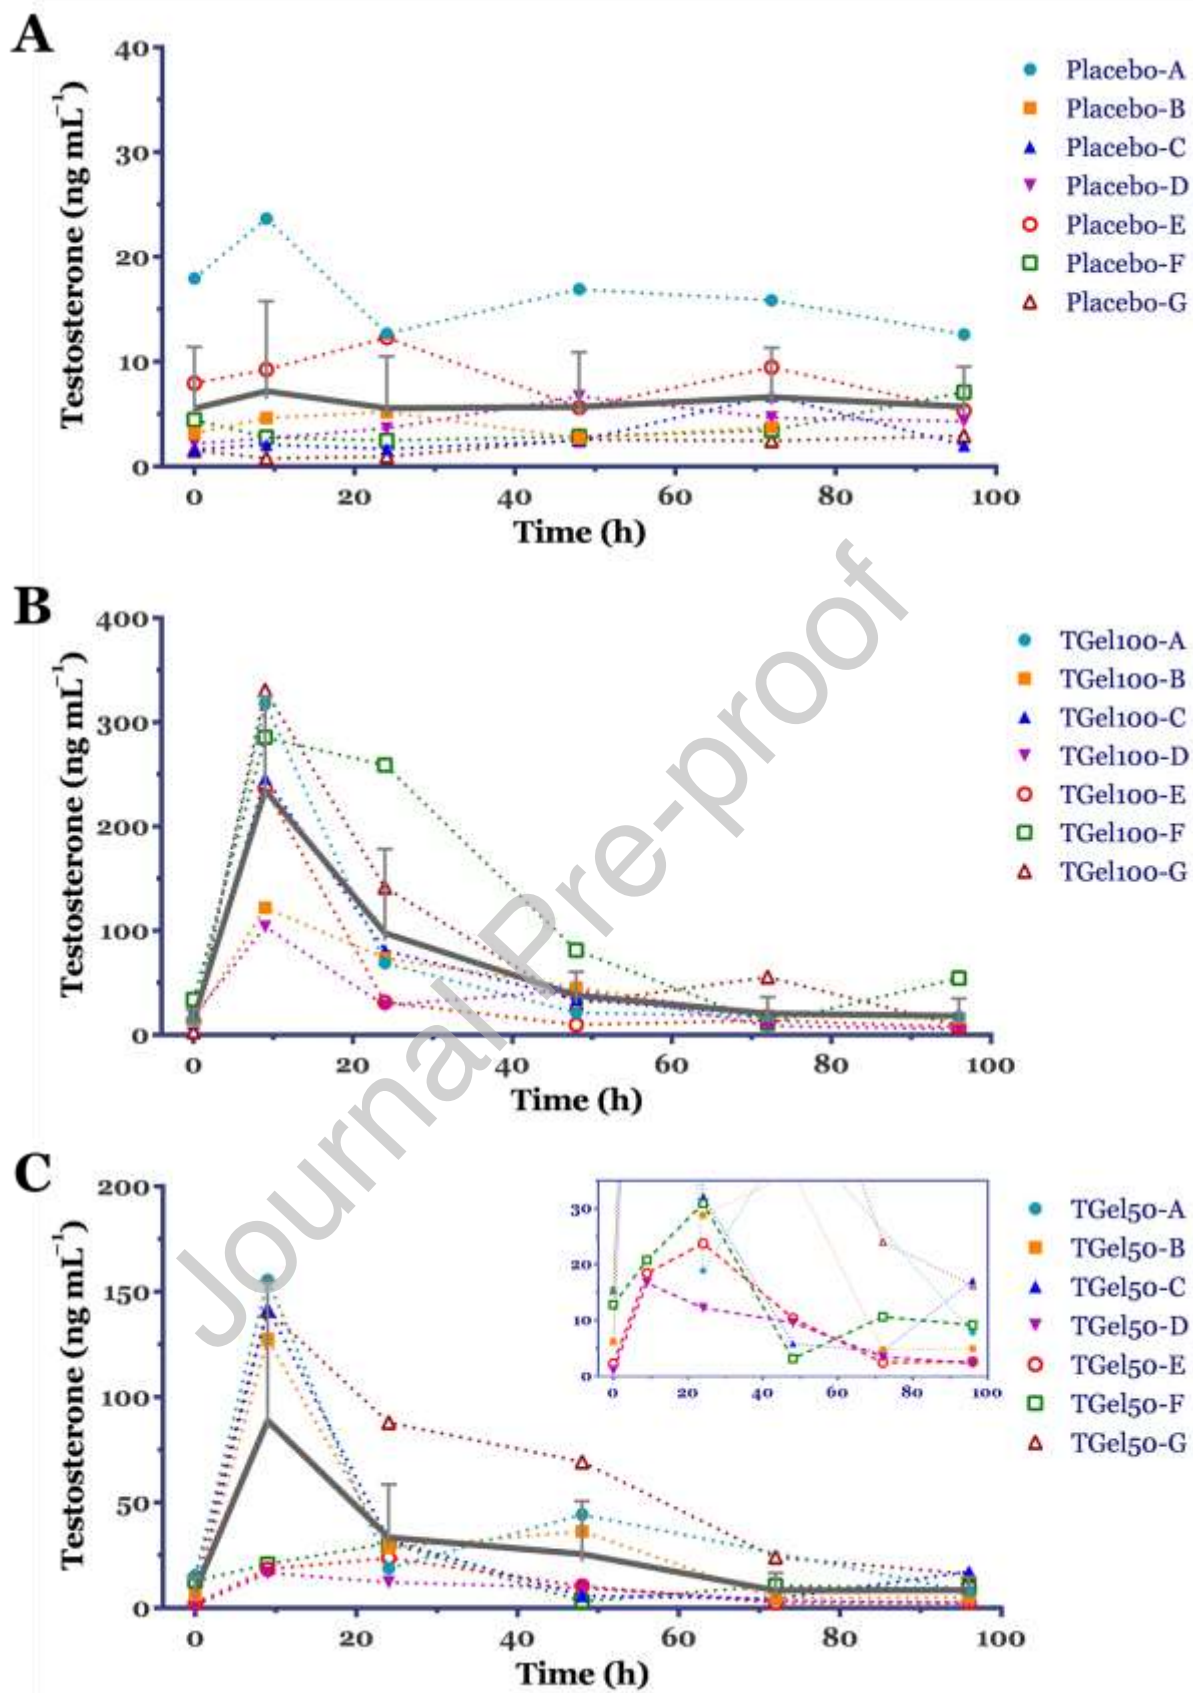 A
Testosterone (ng mL⁻¹)
40
30
20
10
0
0 20 40 60 80 100
Time (h)
Placebo-A
Placebo-B
Placebo-C
Placebo-D
Placebo-E
Placebo-F
Placebo-G
B
Testosterone (ng mL⁻¹)
400
300
200
100
0
0 20 40 60 80 100
Time (h)
TGel100-A
TGel100-B
TGel100-C
TGel100-D
TGel100-E
TGel100-F
TGel100-G
Journal Pre-proof
C
Testosterone (ng mL⁻¹)
200
150
100
50
0
0 20 40 60 80 100
Time (h)
30
20
10
0
0 20 40 60 80 100
TGel50-A
TGel50-B
TGel50-C
TGel50-D
TGel50-E
TGel50-F
TGel50-G